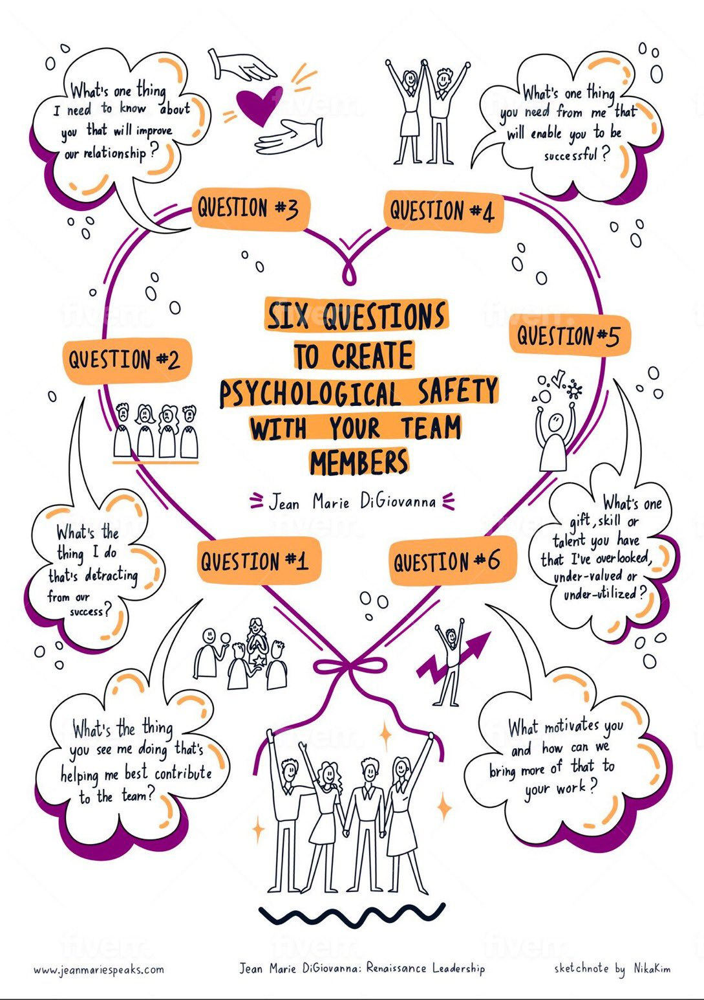 What's one thing
I need to know about
you that will improve
our relationship?
What's one thing
you need from me that
will enable you to be
successful?
QUESTION #3
QUESTION #4
SIX QUESTIONS
TO CREATE
PSYCHOLOGICAL SAFETY
WITH YOUR TEAM
MEMBERS
Jean Marie DiGiovanna
QUESTION #2
QUESTION #5
What's the
thing I do
that's detracting
from our
success?
What's one
gift, skill or
talent you have
that I've overlooked,
under-valued or
under-utilized?
QUESTION #1
QUESTION #6
What's the thing
you see me doing that's
helping me best contribute
to the team?
What motivates you
and how can we
bring more of that to
your work?
www.jeanmariespeaks.com
Jean Marie DiGiovanna: Renaissance Leadership
sketchnote by NikaKim
fiverr.